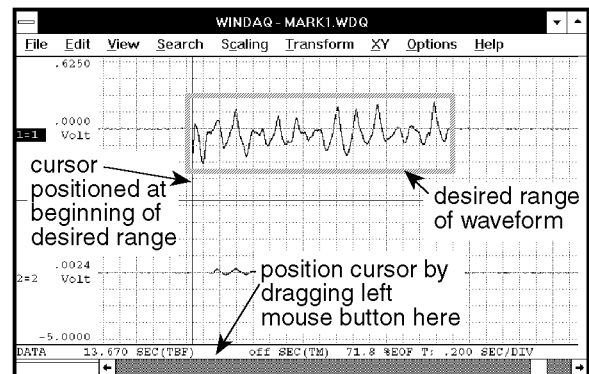 WINDAQ - MARK1.WDQ
File Edit View Search Scaling Transform XY Options Help
.6250
.0000
1=1 Volt
cursor
positioned at
beginning of
desired range
desired range
of waveform
.0024
2=2 Volt
position cursor by
dragging left
mouse button here
-5.0000
DATA 13.670 SEC(TBF) off SEC(TM) 71.8 %EOF T: .200 SEC/DIV